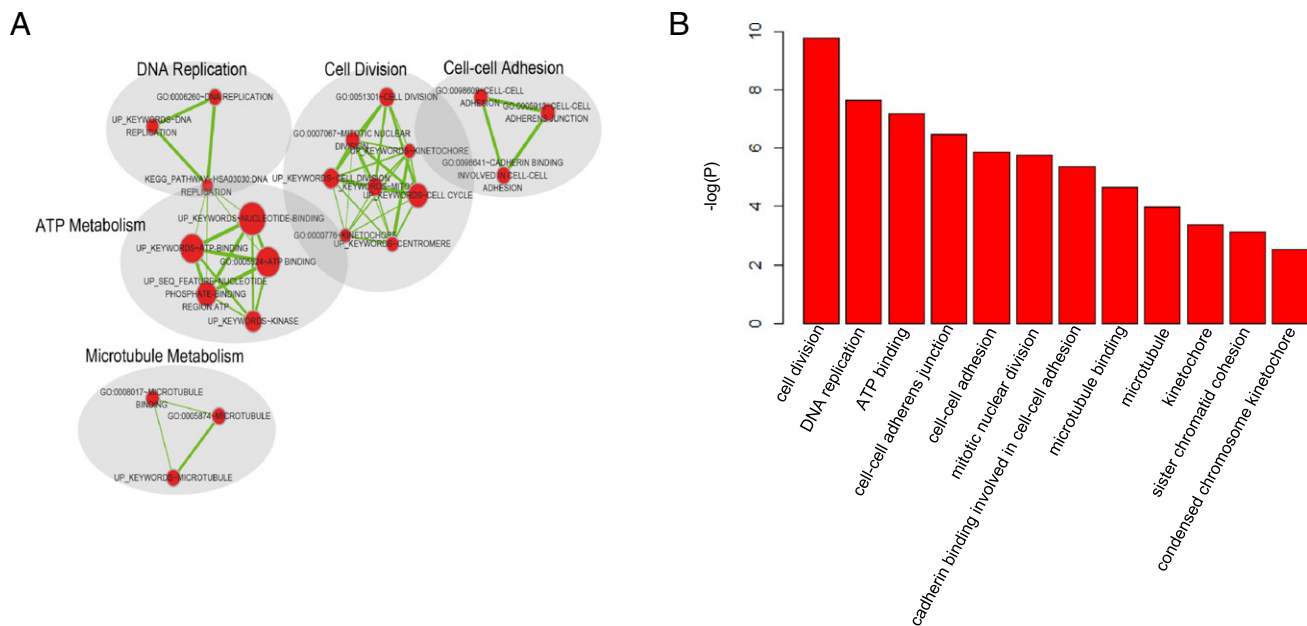 A
DNA Replication
GO:0006260~DNA REPLICATION
UP_KEYWORDS~DNA
REPLICATION
KEGG_PATHWAY~HSA03030:DNA
REPLICATION
Cell Division
GO:0051301~CELL DIVISION
GO:0007067~MITOTIC NUCLEAR
DIVISION
UP_KEYWORDS~KINETOCHORE
UP_KEYWORDS~CELL DIVISION
UP_KEYWORDS~CELL CYCLE
GO:0000776~KINETOCHORE
UP_KEYWORDS~CENTROMERE
Cell-cell Adhesion
GO:0098609~CELL-CELL
ADHESION
GO:0005913~CELL-CELL
ADHERENS JUNCTION
GO:0098641~CADHERIN BINDING
INVOLVED IN CELL-CELL
ADHESION
ATP Metabolism
UP_KEYWORDS~NUCLEOTIDE-BINDING
UP_KEYWORDS~ATP-BINDING
GO:0005524~ATP BINDING
UP_SEQ_FEATURE~NUCLEOTIDE
PHOSPHATE-BINDING
REGION:ATP
UP_KEYWORDS~KINASE
Microtubule Metabolism
GO:0008017~MICROTUBULE
BINDING
GO:0005874~MICROTUBULE
UP_KEYWORDS~MICROTUBULE
B
-log(P)
10
8
6
4
2
0
cell division
DNA replication
ATP binding
cell-cell adherens junction
cell-cell adhesion
mitotic nuclear division
cadherin binding involved in cell-cell adhesion
microtubule binding
microtubule
kinetochore
sister chromatid cohesion
condensed chromosome kinetochore